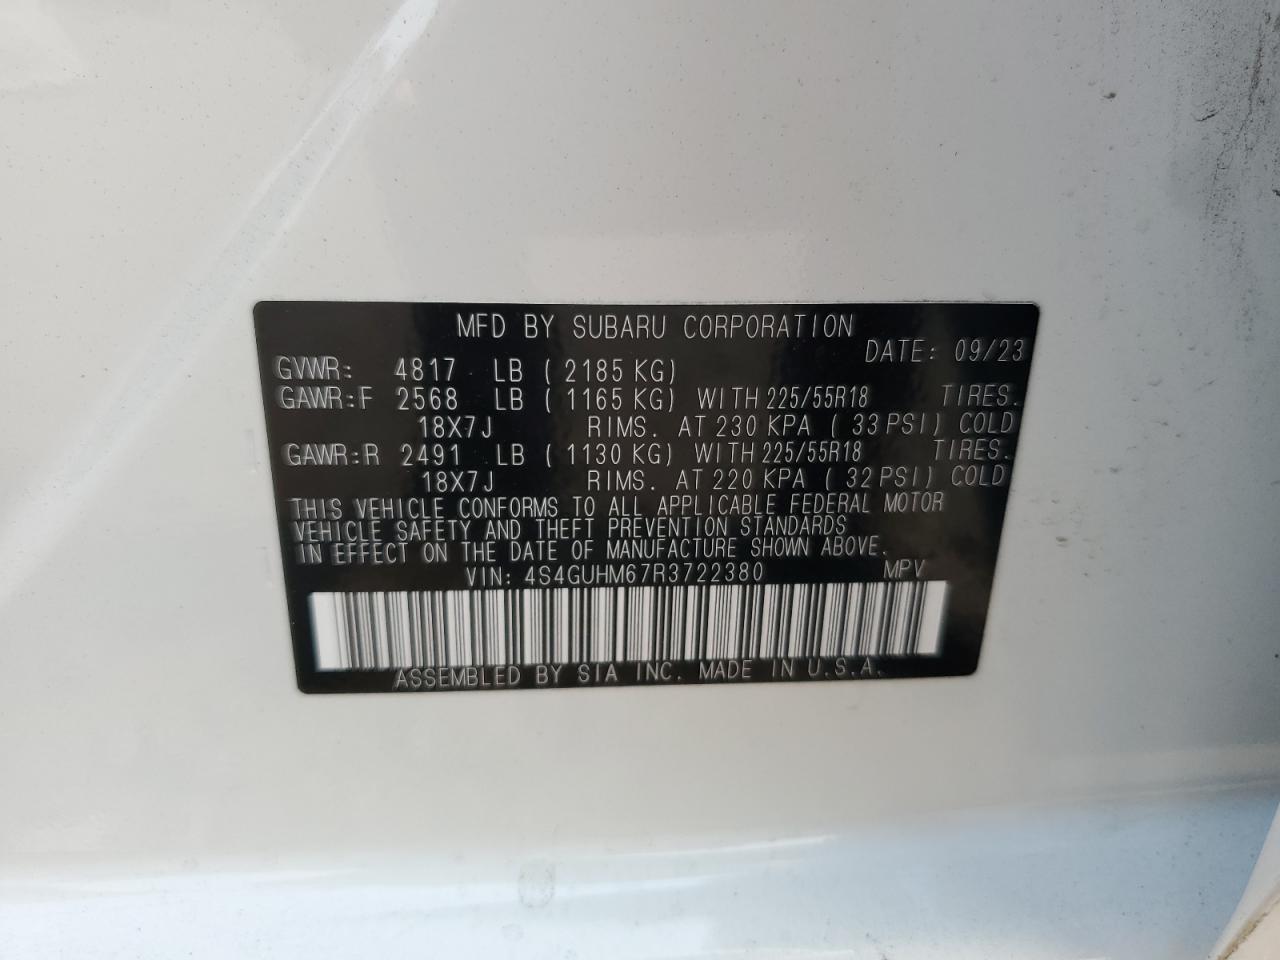 MFD BY SUBARU CORPORATION
DATE: 09/23
GVWR: 4817 LB ( 2185 KG)
GAWR:F 2568 LB ( 1165 KG) WITH 225/55R18 TIRES.
18X7J RIMS. AT 230 KPA ( 33 PSI) COLD
GAWR:R 2491 LB ( 1130 KG) WITH 225/55R18 TIRES.
18X7J RIMS. AT 220 KPA ( 32 PSI) COLD
THIS VEHICLE CONFORMS TO ALL APPLICABLE FEDERAL MOTOR
VEHICLE SAFETY AND THEFT PREVENTION STANDARDS
IN EFFECT ON THE DATE OF MANUFACTURE SHOWN ABOVE.
VIN: 4S4GUHM67R3722380 MPV
ASSEMBLED BY SIA INC. MADE IN U.S.A.